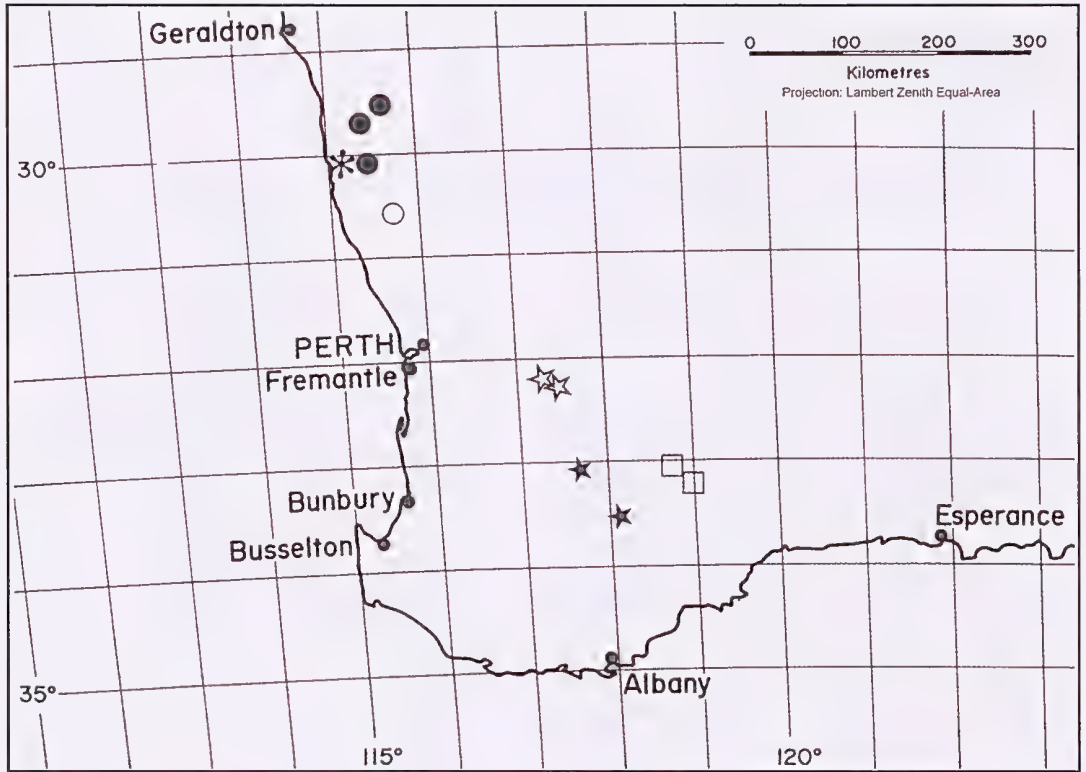 Geraldton
0 100 200 300
Kilometres
Projection: Lambert Zenith Equal-Area
30°
PERTH
Fremantle
Bunbury
Busselton
Esperance
Albany
35°
115°
120°